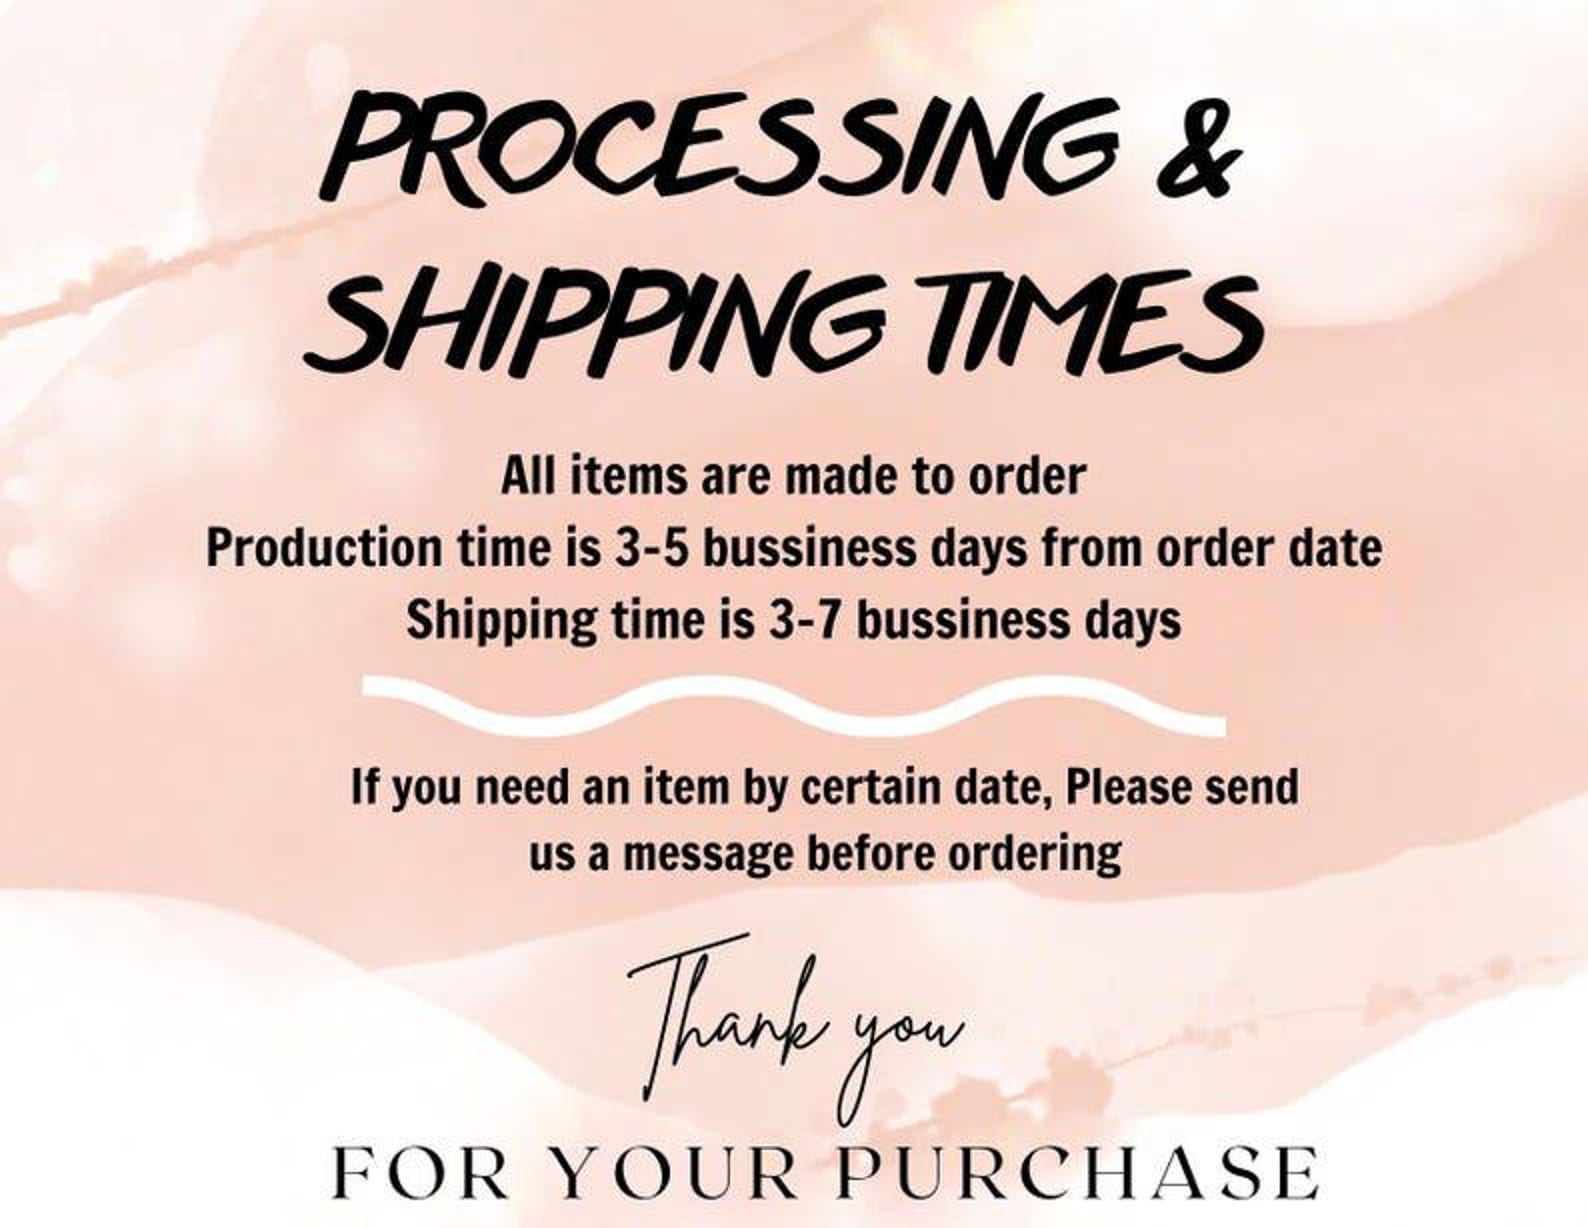 PROCESSING &
SHIPPING TIMES
All items are made to order
Production time is 3-5 bussiness days from order date
Shipping time is 3-7 bussiness days
If you need an item by certain date, Please send
us a message before ordering
Thank you
FOR YOUR PURCHASE